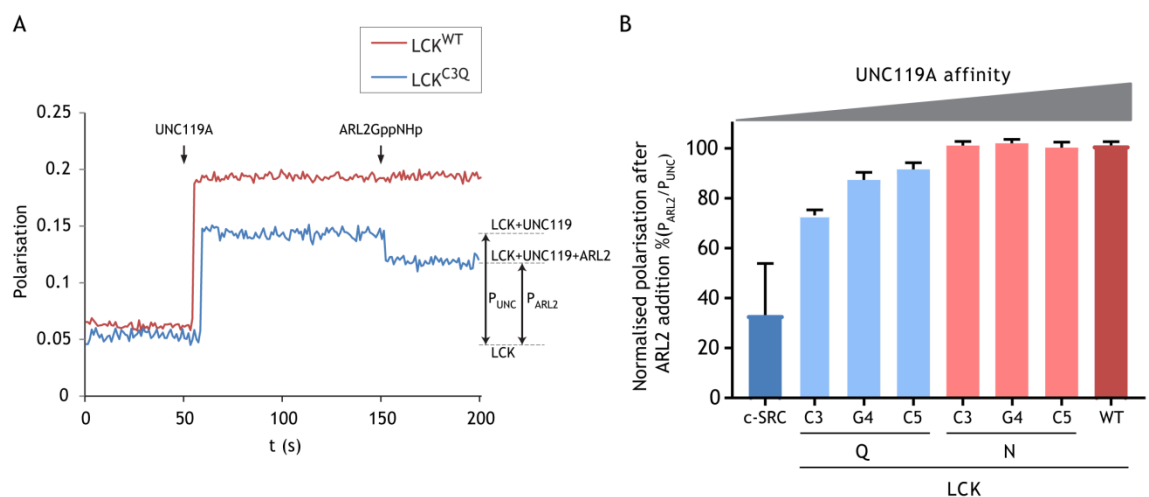 A
LCK^WT
LCK^C3Q
0.25
0.2
0.15
0.1
0.05
0
Polarisation
UNC119A
ARL2GppNHp
LCK+UNC119
LCK+UNC119+ARL2
P_UNC
P_ARL2
LCK
0
50
100
150
200
t (s)
B
UNC119A affinity
Normalised polarisation after
ARL2 addition %(P_ARL2/P_UNC)
100
80
60
40
20
0
c-SRC
C3
G4
C5
C3
G4
C5
WT
Q
N
LCK